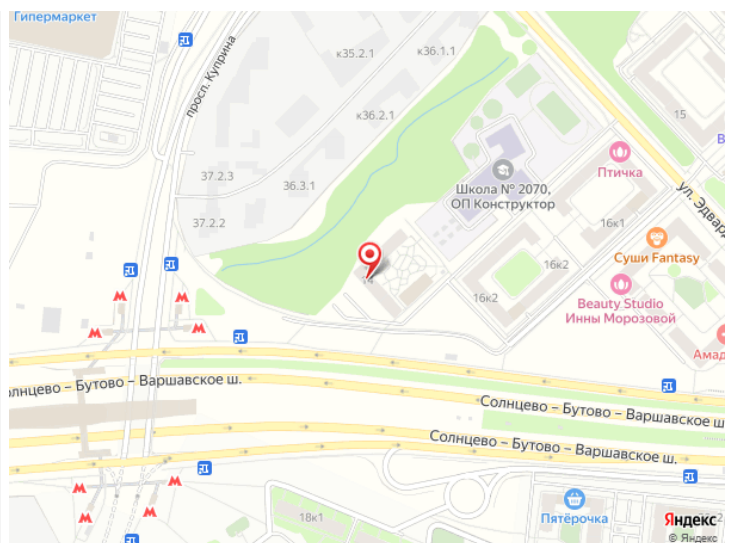 Гипермаркет
просп. Куприна
к35.2.1
к36.1.1
к36.2.1
15
37.2.3
36.3.1
37.2.2
Школа № 2070,
ОП Конструктор
Птичка
ул. Эдвард
16к1
Суши Fantasy
16к2
16к2
14
Beauty Studio
Инны Морозовой
Амад
олнцево – Бутово – Варшавское ш.
Солнцево – Бутово – Варшавское ш
Солнцево – Бутово – Варшавское ш.
18к1
Пятёрочка
Яндекс
© Яндекс